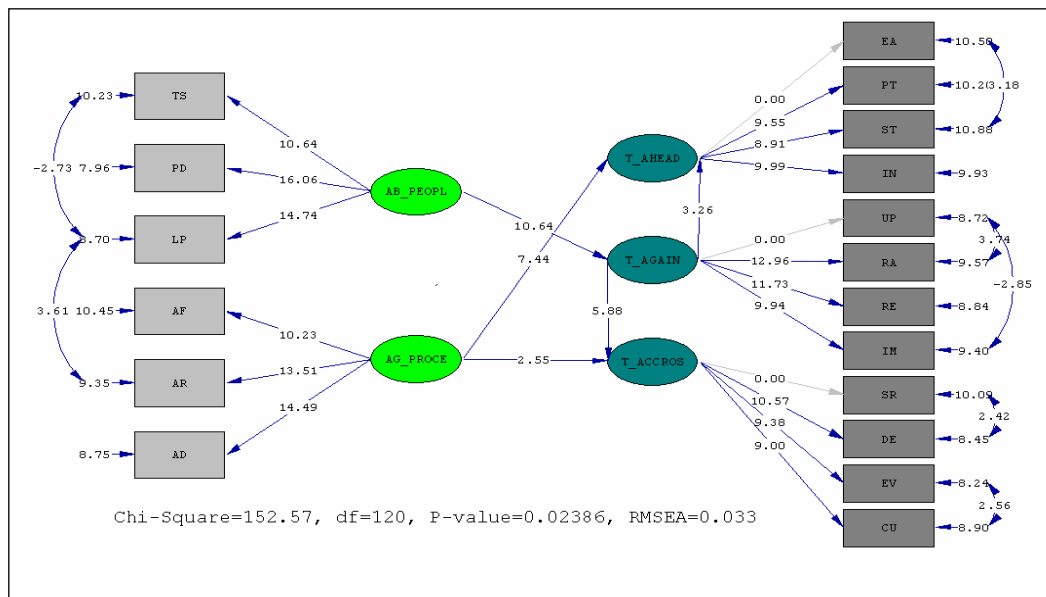 EA
10.50
PT
10.20
3.18
ST
10.88
IN
9.93
10.23
TS
-2.73
7.96
PD
8.70
LP
3.61
10.45
AF
9.35
AR
8.75
AD
10.64
16.06
14.74
AB_PEOPL
10.23
13.51
14.49
AG_PROCE
10.64
7.44
2.55
T_AHEAD
3.26
T_AGAIN
5.88
T_ACCROS
0.00
9.55
8.91
9.99
0.00
12.96
11.73
9.94
0.00
10.57
9.38
9.00
UP
8.72
3.74
RA
9.57
-2.85
RE
8.84
IM
9.40
SR
10.09
2.42
DE
8.45
EV
8.24
2.56
CU
8.90
Chi-Square=152.57, df=120, P-value=0.02386, RMSEA=0.033